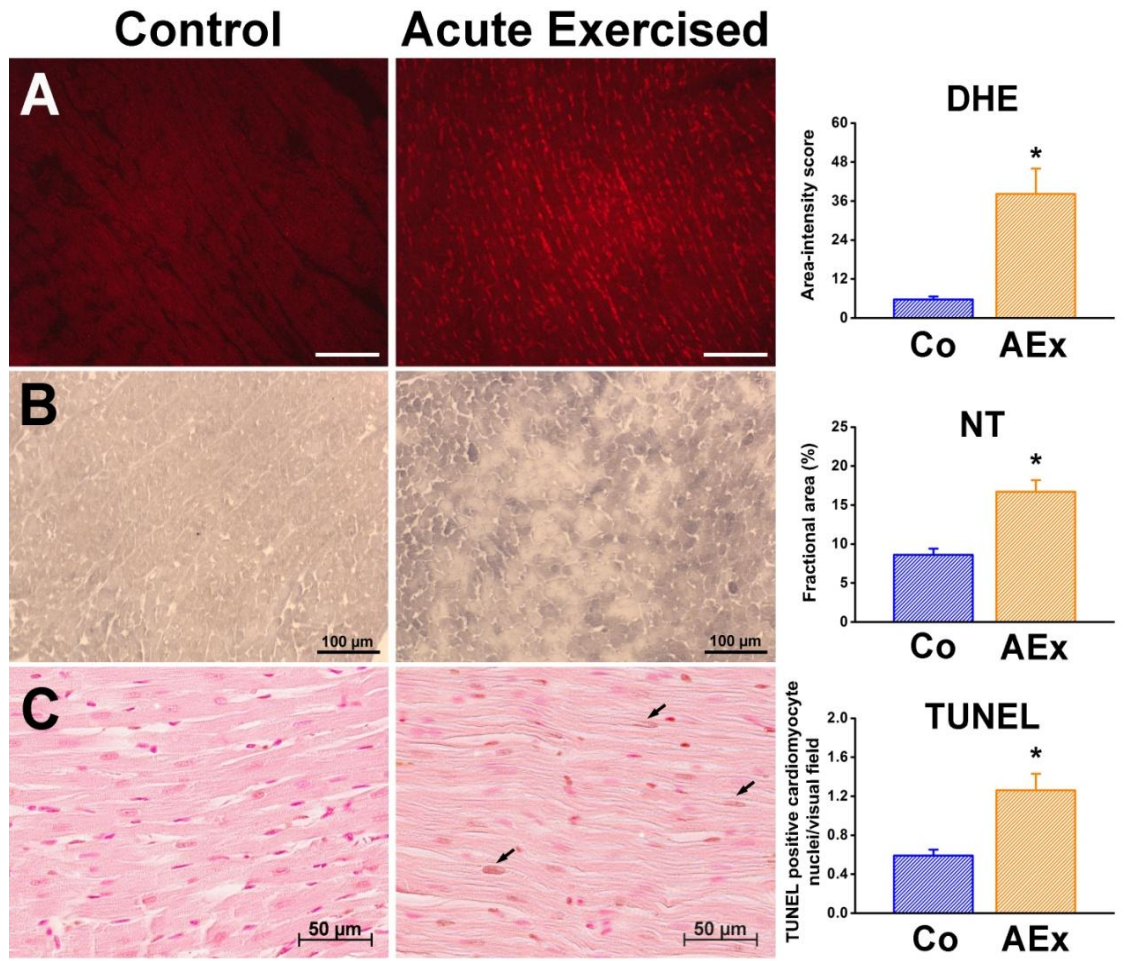 Control Acute Exercised
A
DHE
Area-intensity score
60
48
36
24
12
0
*
Co AEx
B
100 µm
100 µm
NT
Fractional area (%)
25
20
15
10
5
0
*
Co AEx
C
50 µm
50 µm
TUNEL
TUNEL positive cardiomyocyte
nuclei/visual field
2.0
1.6
1.2
0.8
0.4
0.0
*
Co AEx